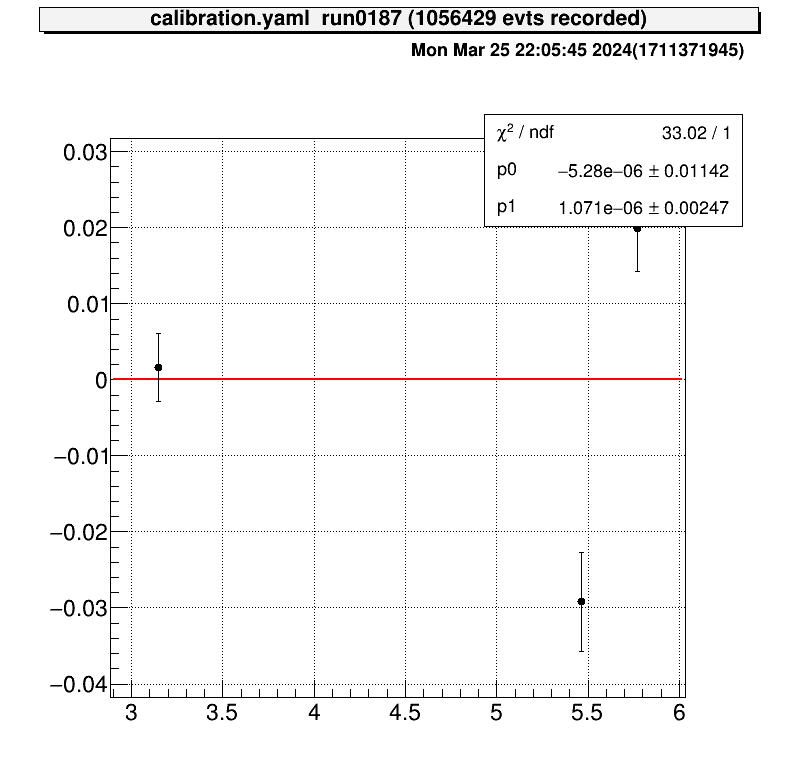 calibration.yaml run0187 (1056429 evts recorded)
Mon Mar 25 22:05:45 2024(1711371945)
χ² / ndf 33.02 / 1
p0 −5.28e−06 ± 0.01142
p1 1.071e−06 ± 0.00247
0.03
0.02
0.01
0
−0.01
−0.02
−0.03
−0.04
3 3.5 4 4.5 5 5.5 6